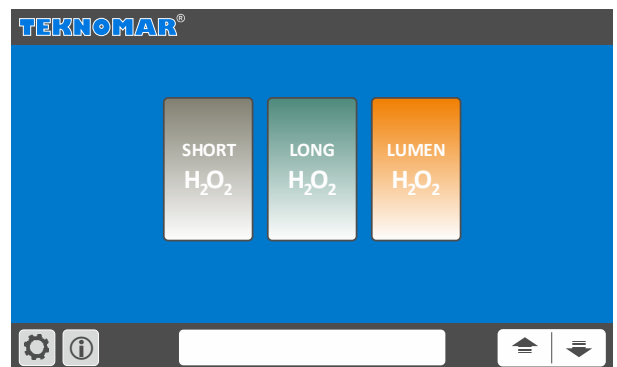 TEKNOMAR®
SHORT
H₂O₂
LONG
H₂O₂
LUMEN
H₂O₂